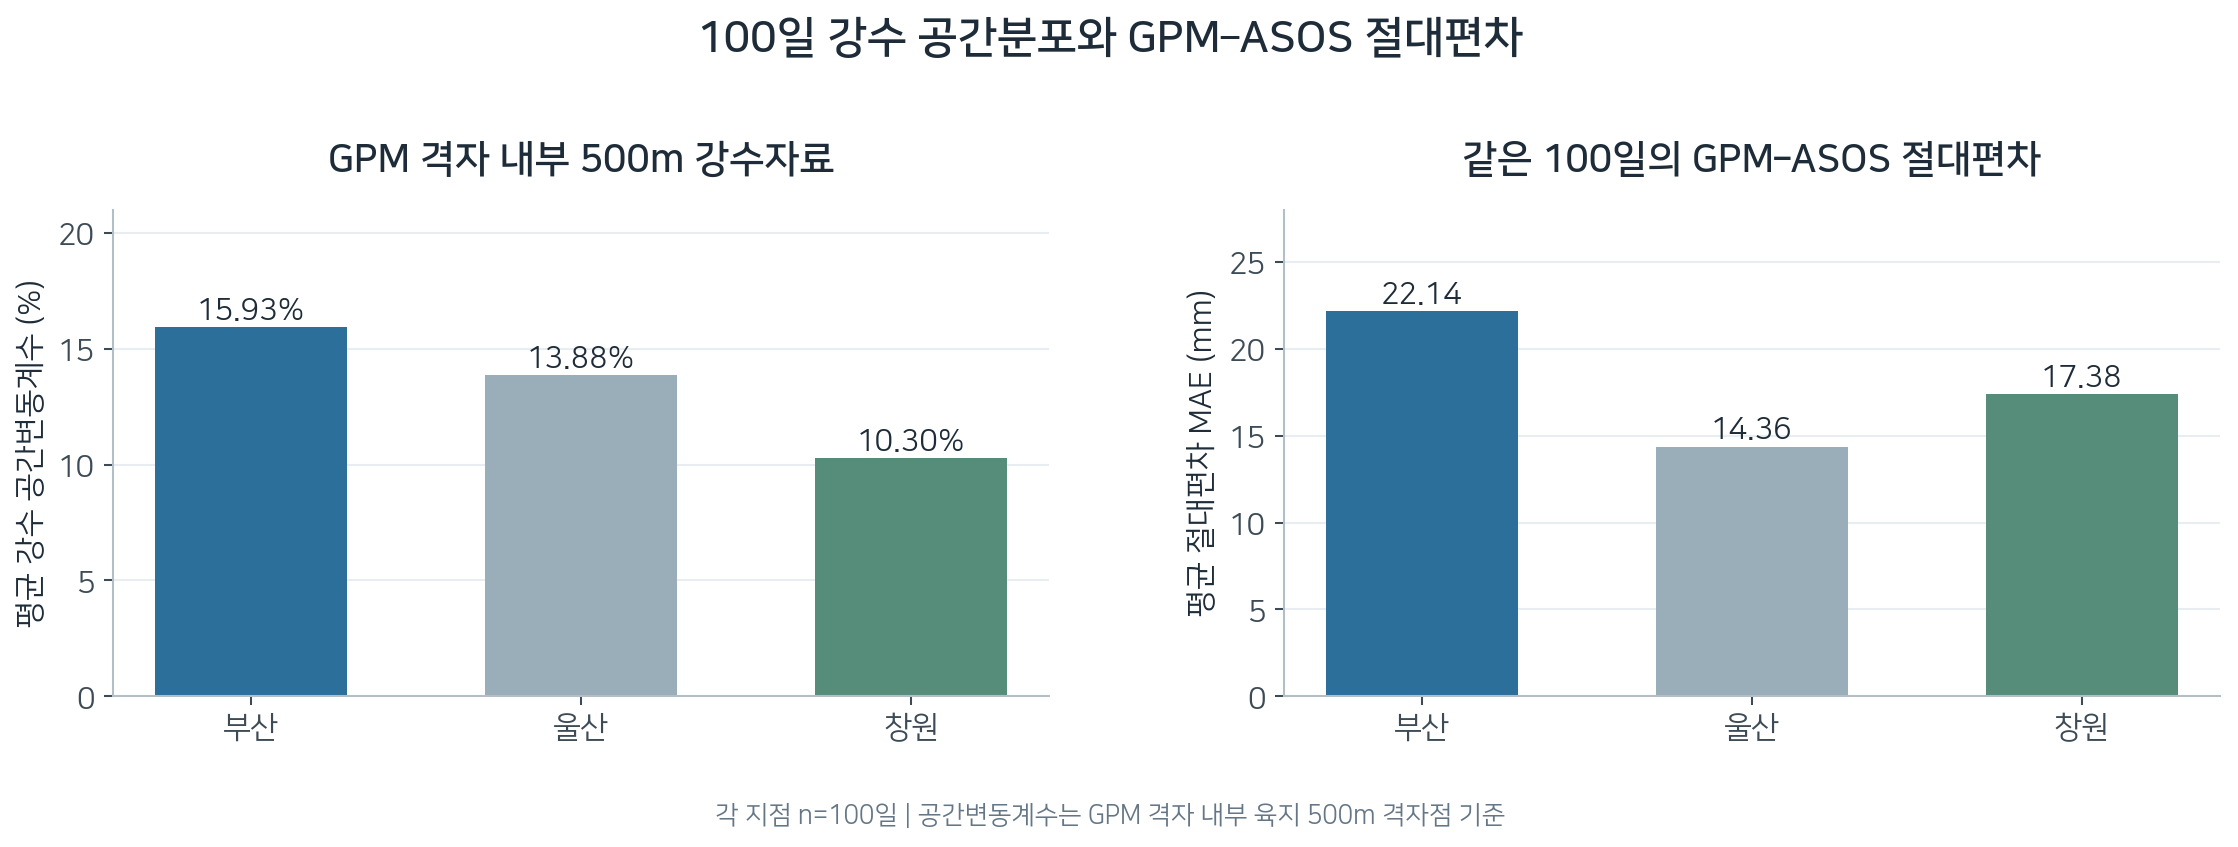 100일 강수 공간분포와 GPM–ASOS 절대편차
GPM 격자 내부 500m 강수자료
평균 강수 공간변동계수 (%)
20
15
10
5
0
15.93%
13.88%
10.30%
부산
울산
창원
같은 100일의 GPM–ASOS 절대편차
평균 절대편차 MAE (mm)
25
20
15
10
5
0
22.14
14.36
17.38
부산
울산
창원
각 지점 n=100일 | 공간변동계수는 GPM 격자 내부 육지 500m 격자점 기준